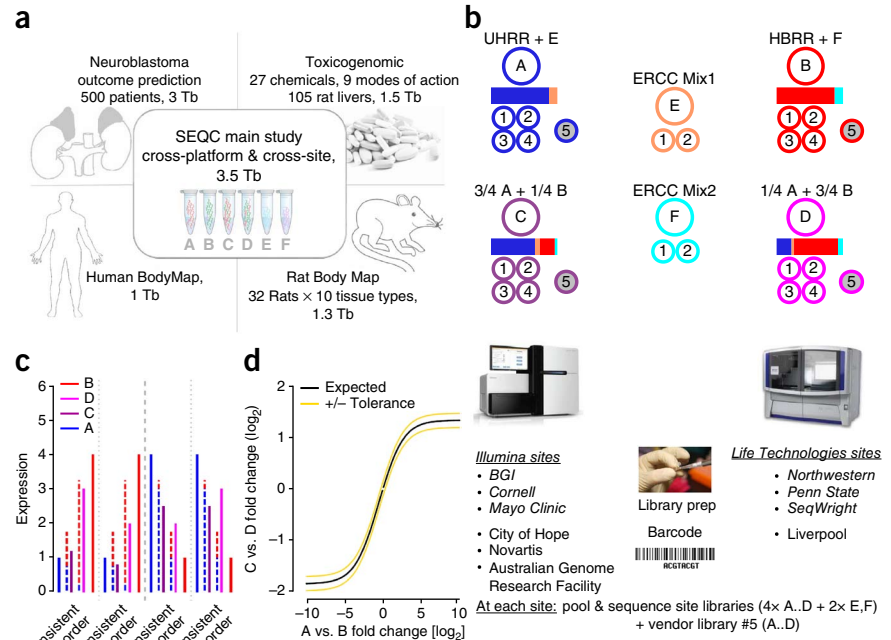 a
Neuroblastoma
outcome prediction
500 patients, 3 Tb
Toxicogenomic
27 chemicals, 9 modes of action
105 rat livers, 1.5 Tb
SEQC main study
cross-platform & cross-site,
3.5 Tb
A B C D E F
Human BodyMap,
1 Tb
Rat Body Map
32 Rats × 10 tissue types,
1.3 Tb
b
UHRR + E
A
1 2
3 4
5
ERCC Mix1
E
1 2
HBRR + F
B
1 2
3 4
5
3/4 A + 1/4 B
C
1 2
3 4
5
ERCC Mix2
F
1 2
1/4 A + 3/4 B
D
1 2
3 4
5
Illumina sites
• BGI
• Cornell
• Mayo Clinic
• City of Hope
• Novartis
• Australian Genome
Research Facility
Library prep
Barcode
ACGTACGT
Life Technologies sites
• Northwestern
• Penn State
• SeqWright
• Liverpool
At each site: pool & sequence site libraries (4× A..D + 2× E,F)
+ vendor library #5 (A..D)
c
Expression
6
5
4
3
2
1
0
B
D
C
A
order
order
d
C vs. D fold change (log2)
2
1
0
−1
−2
Expected
+/− Tolerance
−10 −5 0 5 10
A vs. B fold change [log2]